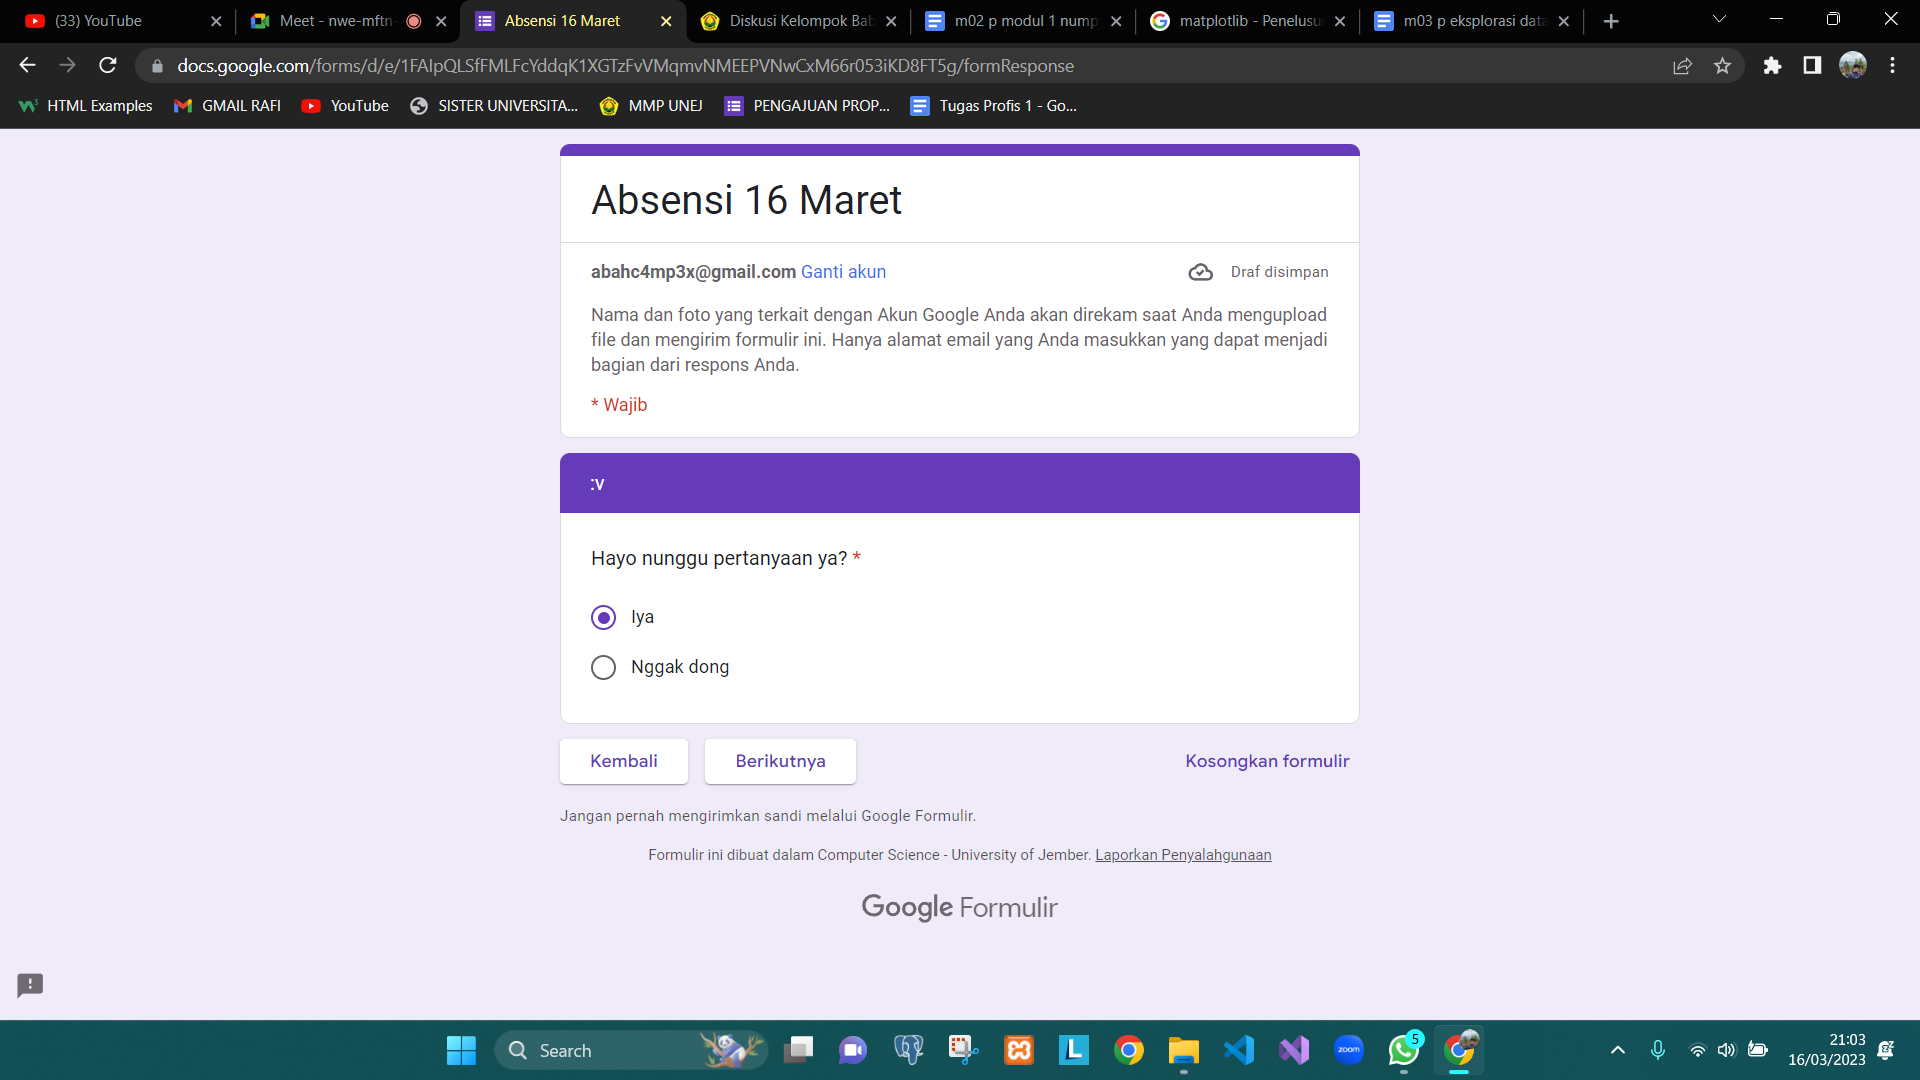 (33) YouTube
Meet - nwe-mftn-
Absensi 16 Maret
Diskusi Kelompok Bab
m02 p modul 1 nump
matplotlib - Penelusu
m03 p eksplorasi data
docs.google.com/forms/d/e/1FAIpQLSfFMLFcYddqK1XGTzFvVMqmvNMEEPVNwCxM66r053iKD8FT5g/formResponse
HTML Examples
GMAIL RAFI
YouTube
SISTER UNIVERSITA...
MMP UNEJ
PENGAJUAN PROP...
Tugas Profis 1 - Go...
Absensi 16 Maret
abahc4mp3x@gmail.com Ganti akun
Draf disimpan
Nama dan foto yang terkait dengan Akun Google Anda akan direkam saat Anda mengupload
file dan mengirim formulir ini. Hanya alamat email yang Anda masukkan yang dapat menjadi
bagian dari respons Anda.
* Wajib
:v
Hayo nunggu pertanyaan ya? *
Iya
Nggak dong
Kembali
Berikutnya
Kosongkan formulir
Jangan pernah mengirimkan sandi melalui Google Formulir.
Formulir ini dibuat dalam Computer Science - University of Jember. Laporkan Penyalahgunaan
Google Formulir
Search
zoom
5
21:03
16/03/2023